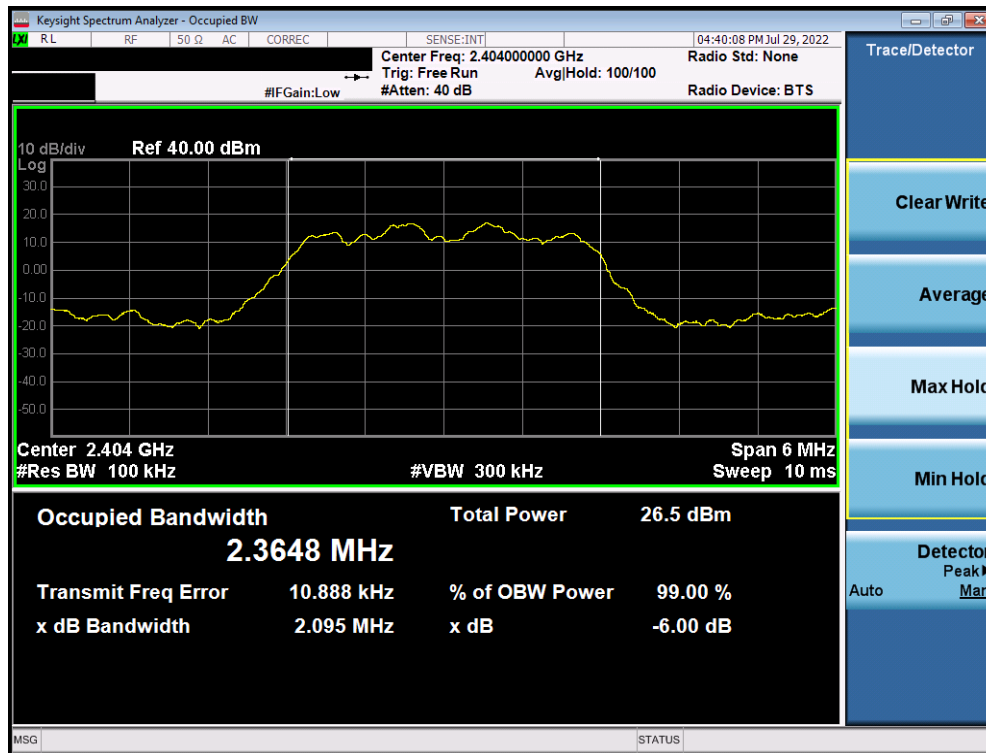 Keysight Spectrum Analyzer - Occupied BW
LXI RL RF 50 Ω AC CORREC SENSE:INT 04:40:08 PM Jul 29, 2022
Center Freq: 2.404000000 GHz Radio Std: None
Trig: Free Run Avg|Hold: 100/100
#IFGain:Low #Atten: 40 dB Radio Device: BTS
10 dB/div Ref 40.00 dBm
Log
30.0
20.0
10.0
0.00
-10.0
-20.0
-30.0
-40.0
-50.0
Center 2.404 GHz Span 6 MHz
#Res BW 100 kHz #VBW 300 kHz Sweep 10 ms
Occupied Bandwidth Total Power 26.5 dBm
2.3648 MHz
Transmit Freq Error 10.888 kHz % of OBW Power 99.00 %
x dB Bandwidth 2.095 MHz x dB -6.00 dB
MSG STATUS
Trace/Detector
Clear Write
Average
Max Hold
Min Hold
Detector
Peak
Auto Man